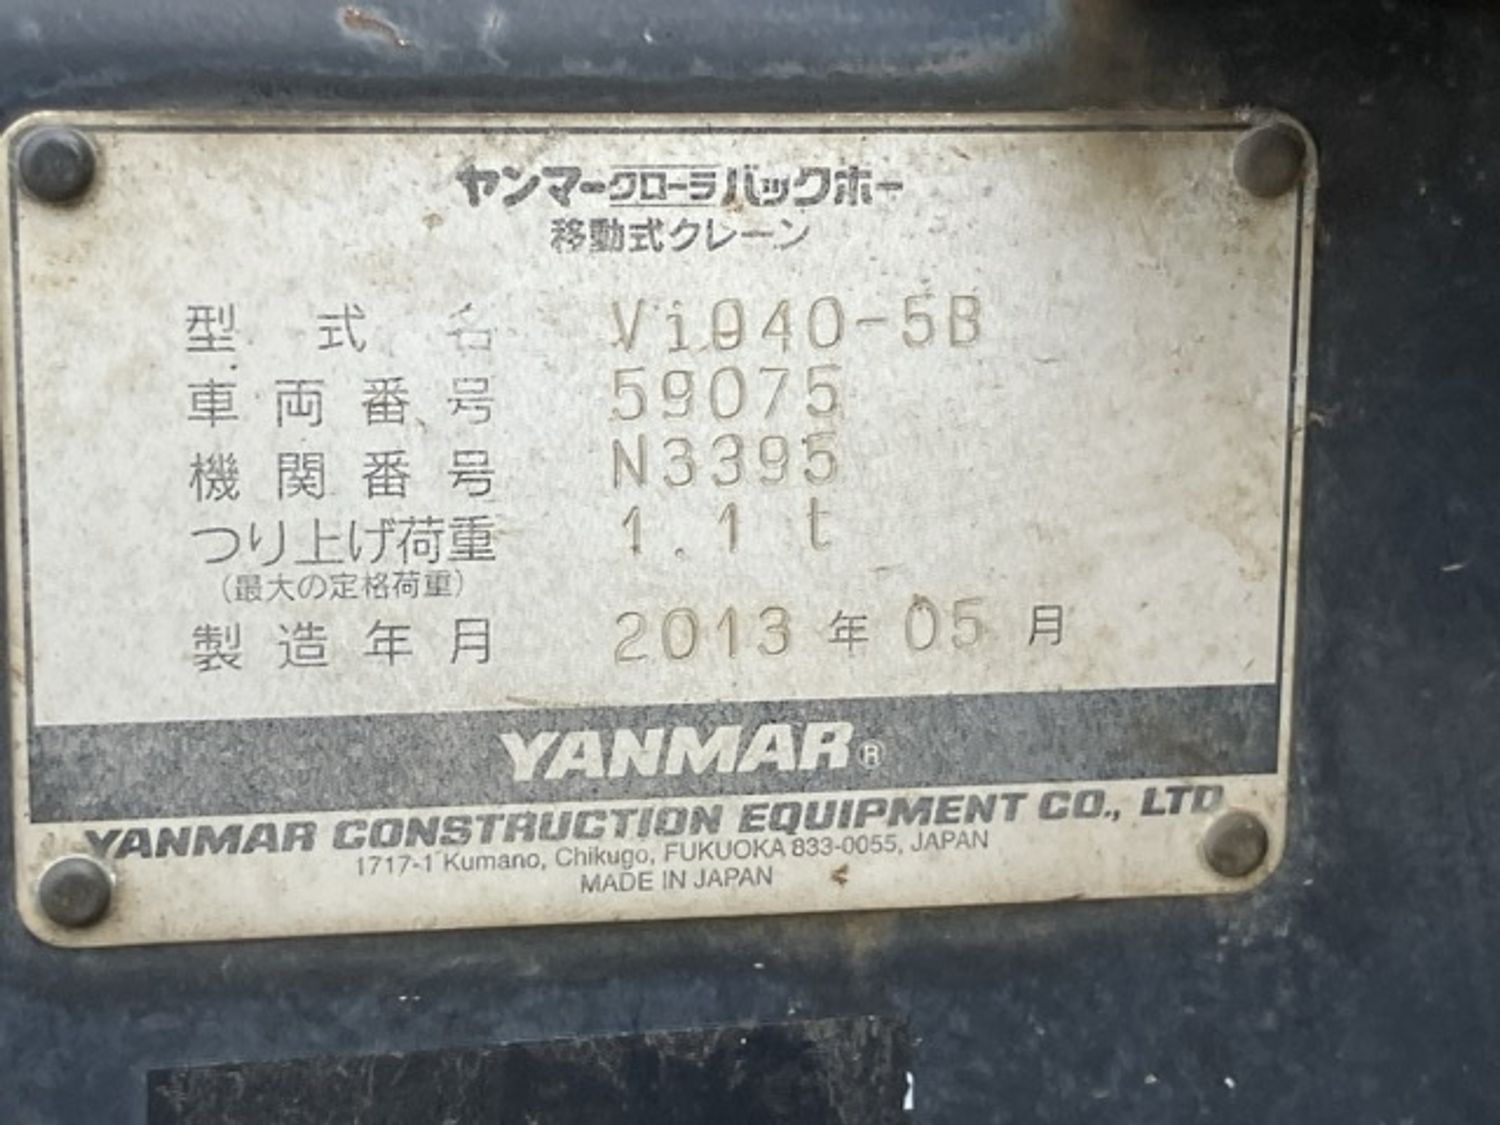 ヤンマークローラバックホー
移動式クレーン
型式名 Vi040-5B
車両番号 59075
機関番号 N3395
つり上げ荷重 1.1t
(最大の定格荷重)
製造年月 2013年05月
YANMAR®
YANMAR CONSTRUCTION EQUIPMENT CO., LTD
1717-1 Kumano, Chikugo, FUKUOKA 833-0055, JAPAN
MADE IN JAPAN